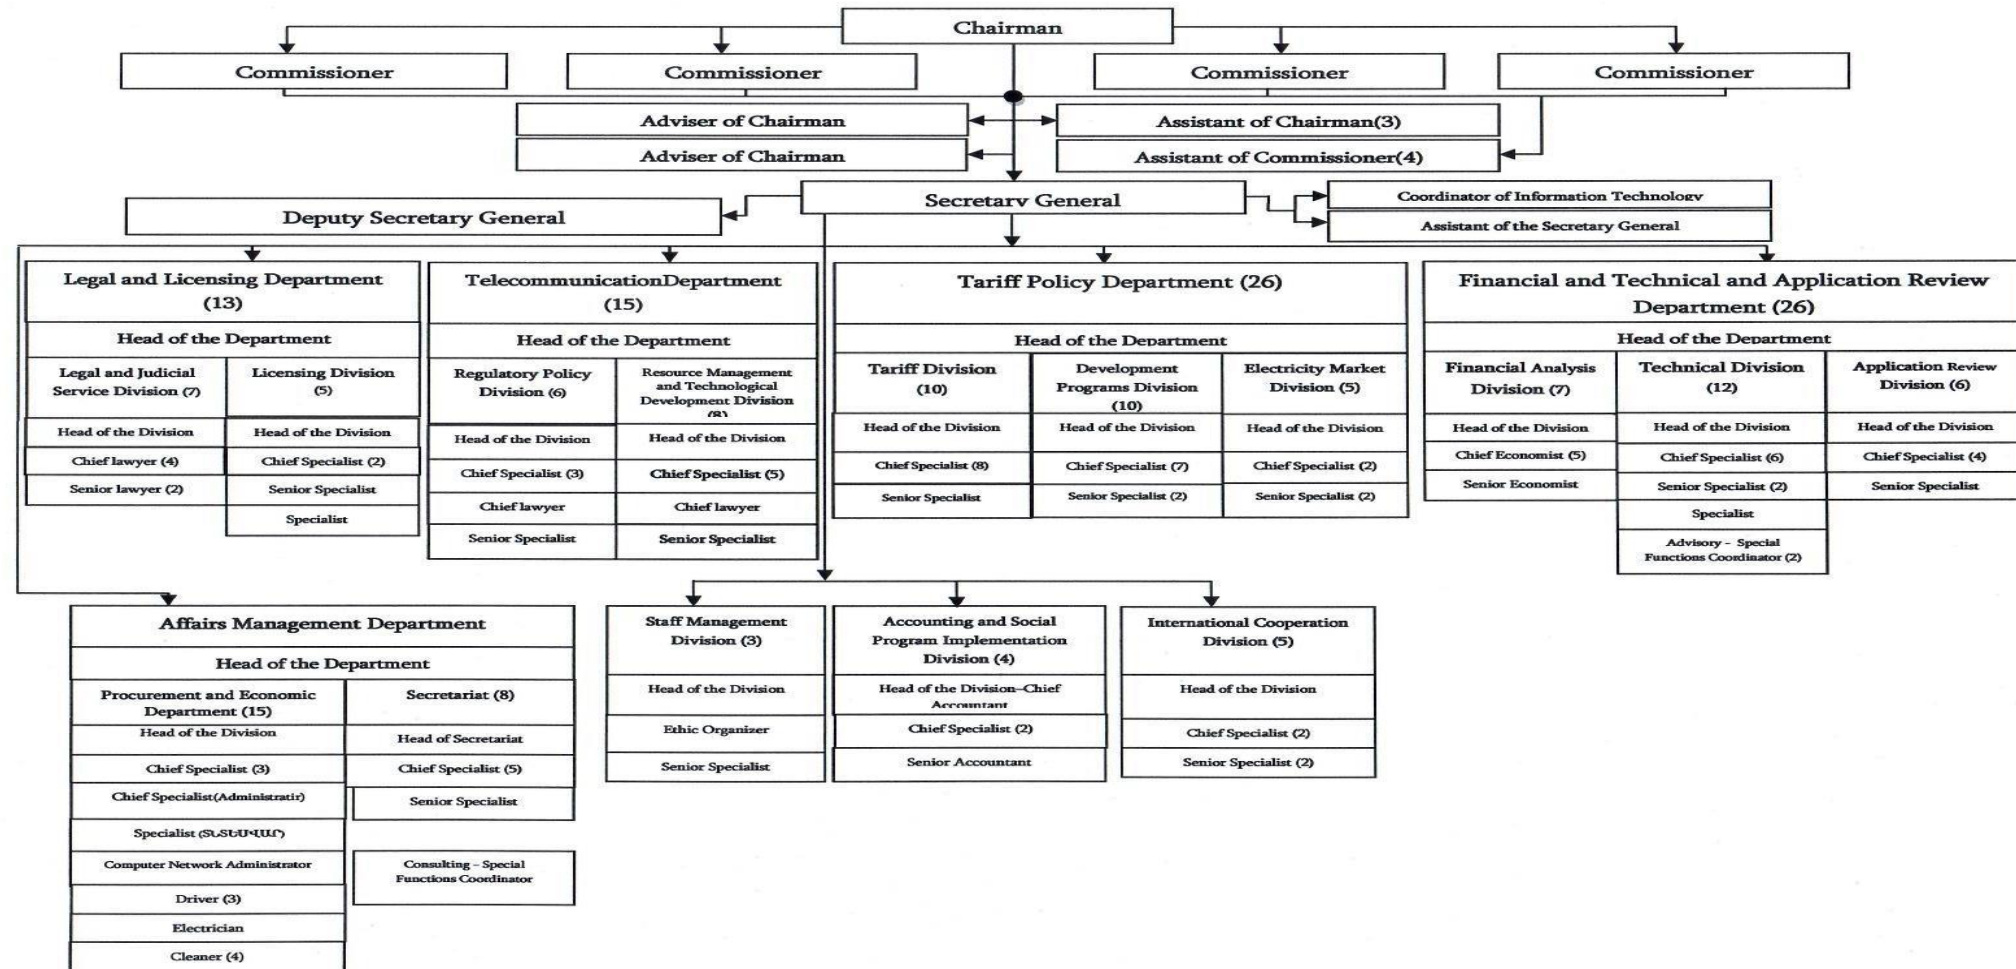 Chairman
Commissioner
Commissioner
Commissioner
Commissioner
Adviser of Chairman
Assistant of Chairman(3)
Adviser of Chairman
Assistant of Commissioner(4)
Secretary General
Deputy Secretary General
Coordinator of Information Technology
Assistant of the Secretary General
Legal and Licensing Department
(13)
Head of the Department
Legal and Judicial
Service Division (7)
Head of the Division
Chief lawyer (4)
Senior lawyer (2)
Licensing Division
(5)
Head of the Division
Chief Specialist (2)
Senior Specialist
Specialist
TelecommunicationDepartment
(15)
Head of the Department
Regulatory Policy
Division (6)
Head of the Division
Chief Specialist (3)
Chief lawyer
Senior Specialist
Resource Management
and Technological
Development Division
(8)
Head of the Division
Chief Specialist (5)
Chief lawyer
Senior Specialist
Tariff Policy Department (26)
Head of the Department
Tariff Division
(10)
Head of the Division
Chief Specialist (8)
Senior Specialist
Development
Programs Division
(10)
Head of the Division
Chief Specialist (7)
Senior Specialist (2)
Electricity Market
Division (5)
Head of the Division
Chief Specialist (2)
Senior Specialist (2)
Financial and Technical and Application Review
Department (26)
Head of the Department
Financial Analysis
Division (7)
Head of the Division
Chief Economist (5)
Senior Economist
Technical Division
(12)
Head of the Division
Chief Specialist (6)
Senior Specialist (2)
Specialist
Advisory - Special
Functions Coordinator (2)
Application Review
Division (6)
Head of the Division
Chief Specialist (4)
Senior Specialist
Affairs Management Department
Head of the Department
Procurement and Economic
Department (15)
Head of the Division
Chief Specialist (3)
Chief Specialist(Administratir)
Specialist (ՏՆՏԵՍՎԱՐ)
Computer Network Administrator
Driver (3)
Electrician
Cleaner (4)
Secretariat (8)
Head of Secretariat
Chief Specialist (5)
Senior Specialist
Consulting - Special
Functions Coordinator
Staff Management
Division (3)
Head of the Division
Ethic Organizer
Senior Specialist
Accounting and Social
Program Implementation
Division (4)
Head of the Division–Chief
Accountant
Chief Specialist (2)
Senior Accountant
International Cooperation
Division (5)
Head of the Division
Chief Specialist (2)
Senior Specialist (2)